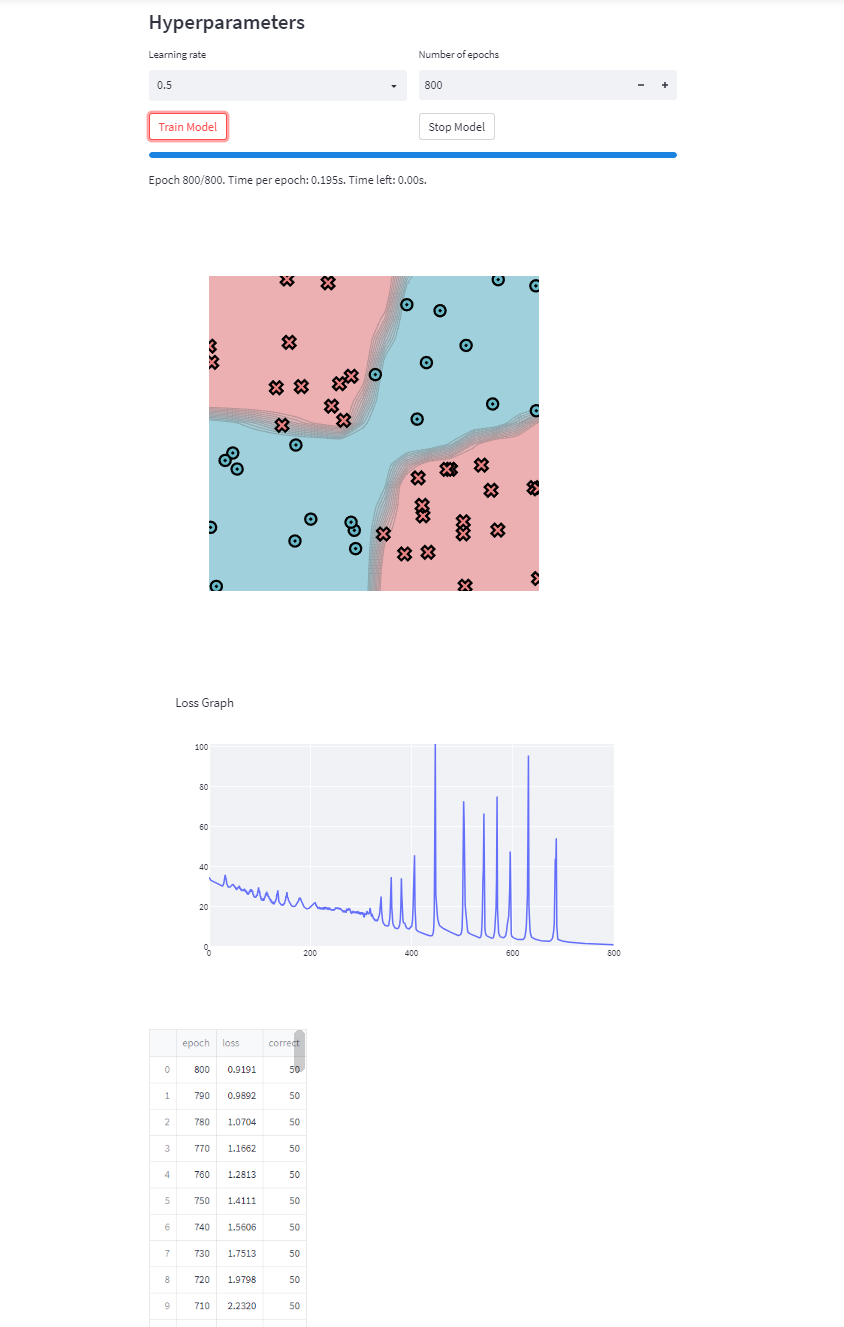 Hyperparameters
Learning rate
Number of epochs
0.5
800
−
+
Train Model
Stop Model
Epoch 800/800. Time per epoch: 0.195s. Time left: 0.00s.
Loss Graph
100
80
60
40
20
0
0 200 400 600 800
epoch loss correct
0 800 0.9191 50
1 790 0.9892 50
2 780 1.0704 50
3 770 1.1662 50
4 760 1.2813 50
5 750 1.4111 50
6 740 1.5606 50
7 730 1.7513 50
8 720 1.9798 50
9 710 2.2320 50